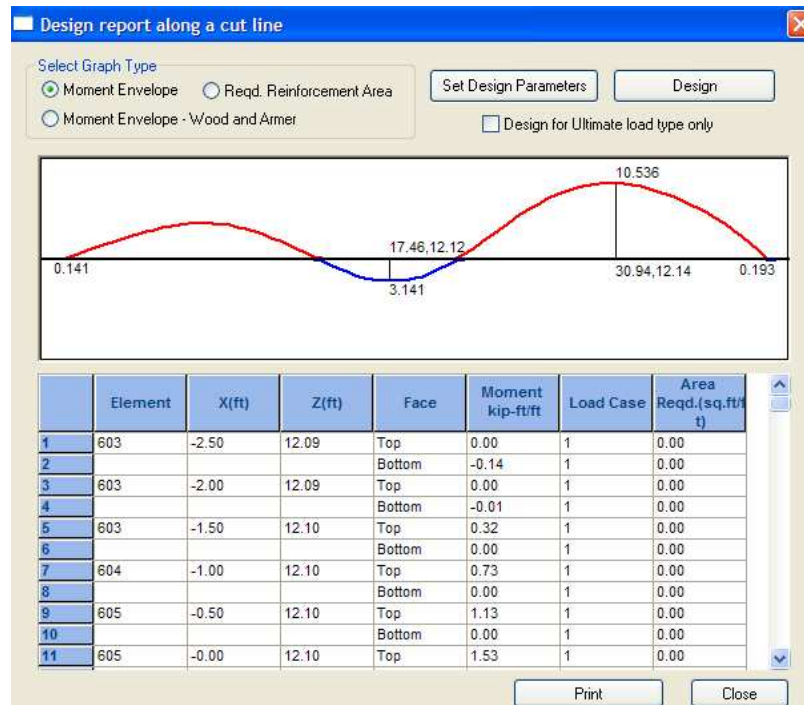 Design report along a cut line
Select Graph Type
Moment Envelope Reqd. Reinforcement Area
Moment Envelope - Wood and Armer
Set Design Parameters Design
Design for Ultimate load type only
10.536
17.46,12.12
0.141 30.94,12.14 0.193
3.141
Element X(ft) Z(ft) Face Moment kip-ft/ft Load Case Area Reqd.(sq.ft/ft)
1 603 -2.50 12.09 Top 0.00 1 0.00
2 Bottom -0.14 1 0.00
3 603 -2.00 12.09 Top 0.00 1 0.00
4 Bottom -0.01 1 0.00
5 603 -1.50 12.10 Top 0.32 1 0.00
6 Bottom 0.00 1 0.00
7 604 -1.00 12.10 Top 0.73 1 0.00
8 Bottom 0.00 1 0.00
9 605 -0.50 12.10 Top 1.13 1 0.00
10 Bottom 0.00 1 0.00
11 605 -0.00 12.10 Top 1.53 1 0.00
Print Close